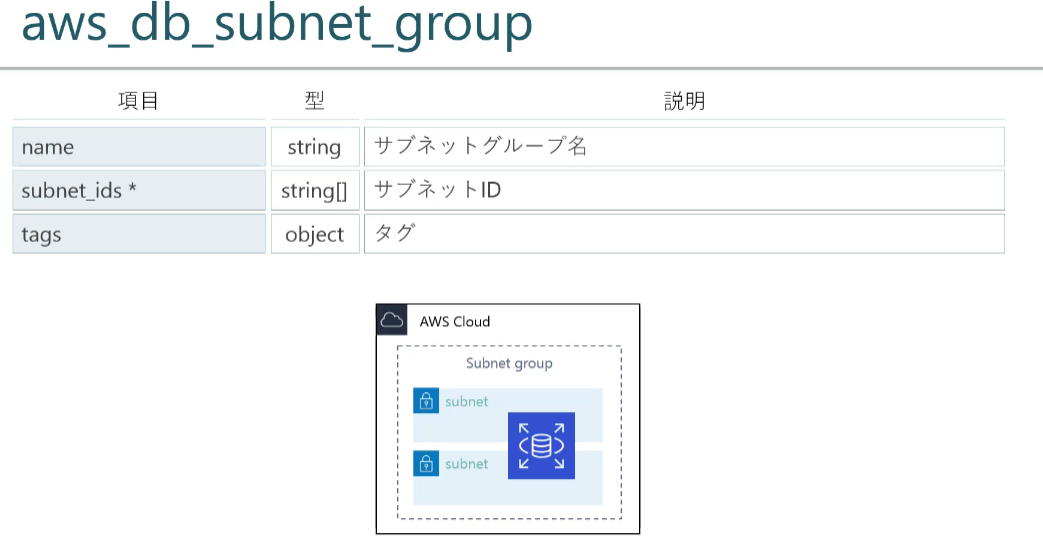 aws_db_subnet_group
項目 型 説明
name string サブネットグループ名
subnet_ids * string[] サブネットID
tags object タグ
AWS Cloud
Subnet group
subnet
subnet